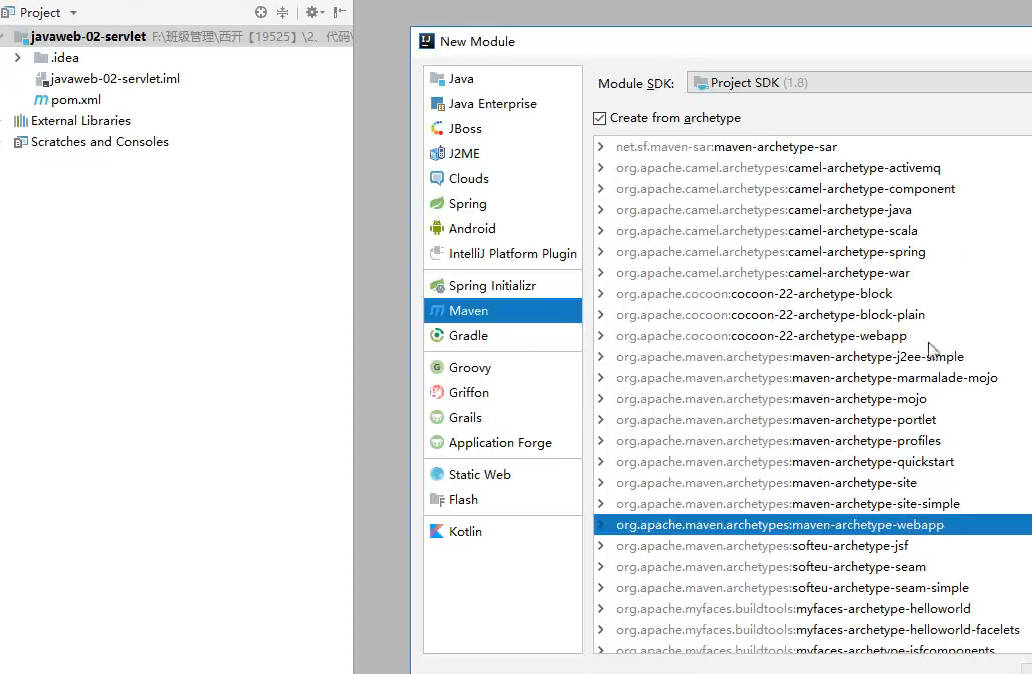 Project
javaweb-02-servlet F:\班级管理\西开【19525】\2、代码\
.idea
javaweb-02-servlet.iml
pom.xml
External Libraries
Scratches and Consoles
New Module
Java
Java Enterprise
JBoss
J2ME
Clouds
Spring
Android
IntelliJ Platform Plugin
Spring Initializr
Maven
Gradle
Groovy
Griffon
Grails
Application Forge
Static Web
Flash
Kotlin
Module SDK: Project SDK (1.8)
Create from archetype
net.sf.maven-sar:maven-archetype-sar
org.apache.camel.archetypes:camel-archetype-activemq
org.apache.camel.archetypes:camel-archetype-component
org.apache.camel.archetypes:camel-archetype-java
org.apache.camel.archetypes:camel-archetype-scala
org.apache.camel.archetypes:camel-archetype-spring
org.apache.camel.archetypes:camel-archetype-war
org.apache.cocoon:cocoon-22-archetype-block
org.apache.cocoon:cocoon-22-archetype-block-plain
org.apache.cocoon:cocoon-22-archetype-webapp
org.apache.maven.archetypes:maven-archetype-j2ee-simple
org.apache.maven.archetypes:maven-archetype-marmalade-mojo
org.apache.maven.archetypes:maven-archetype-mojo
org.apache.maven.archetypes:maven-archetype-portlet
org.apache.maven.archetypes:maven-archetype-profiles
org.apache.maven.archetypes:maven-archetype-quickstart
org.apache.maven.archetypes:maven-archetype-site
org.apache.maven.archetypes:maven-archetype-site-simple
org.apache.maven.archetypes:maven-archetype-webapp
org.apache.maven.archetypes:softeu-archetype-jsf
org.apache.maven.archetypes:softeu-archetype-seam
org.apache.maven.archetypes:softeu-archetype-seam-simple
org.apache.myfaces.buildtools:myfaces-archetype-helloworld
org.apache.myfaces.buildtools:myfaces-archetype-helloworld-facelets
org.apache.myfaces.buildtools:myfaces-archetype-jsfcomponents